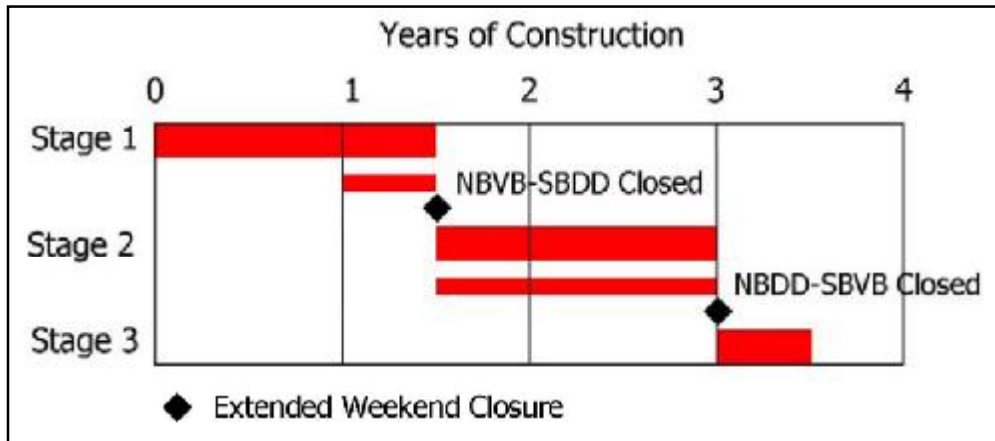 Years of Construction
0 1 2 3 4
Stage 1
NBVB-SBDD Closed
Stage 2
NBDD-SBVB Closed
Stage 3
Extended Weekend Closure